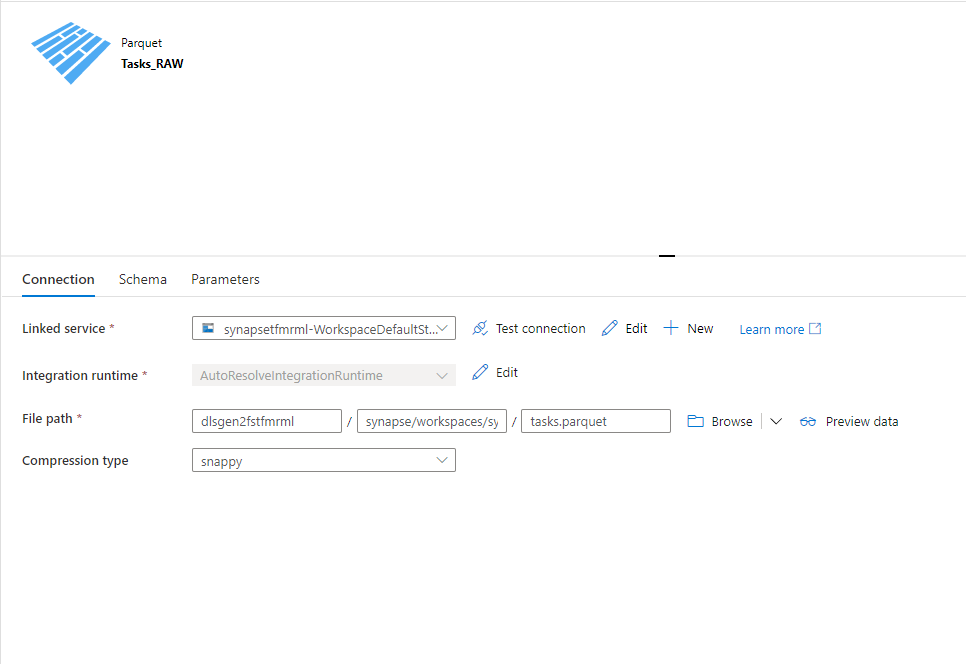 Parquet
Tasks_RAW
Connection Schema Parameters
Linked service * synapsetfmrml-WorkspaceDefaultSt... Test connection Edit New Learn more
Integration runtime * AutoResolveIntegrationRuntime Edit
File path * dlsgen2fstfmrml / synapse/workspaces/sy / tasks.parquet Browse Preview data
Compression type snappy